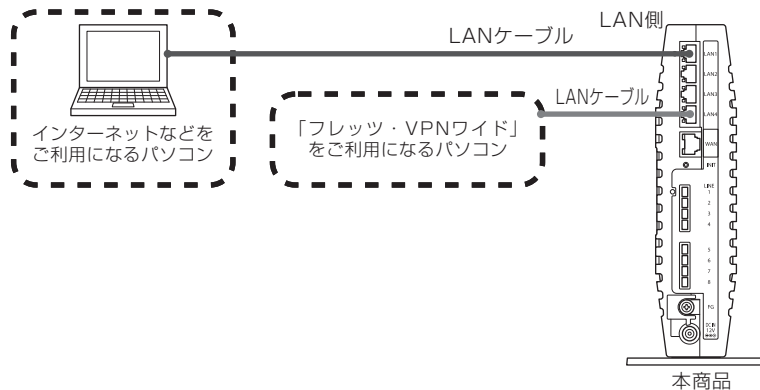 LAN側
LANケーブル
LANケーブル
インターネットなどを
ご利用になるパソコン
「フレッツ・VPNワイド」
をご利用になるパソコン
LAN1
LAN2
LAN3
LAN4
WAN
INIT
LINE
1
2
3
4
5
6
7
8
FG
DC IN
12V
本商品